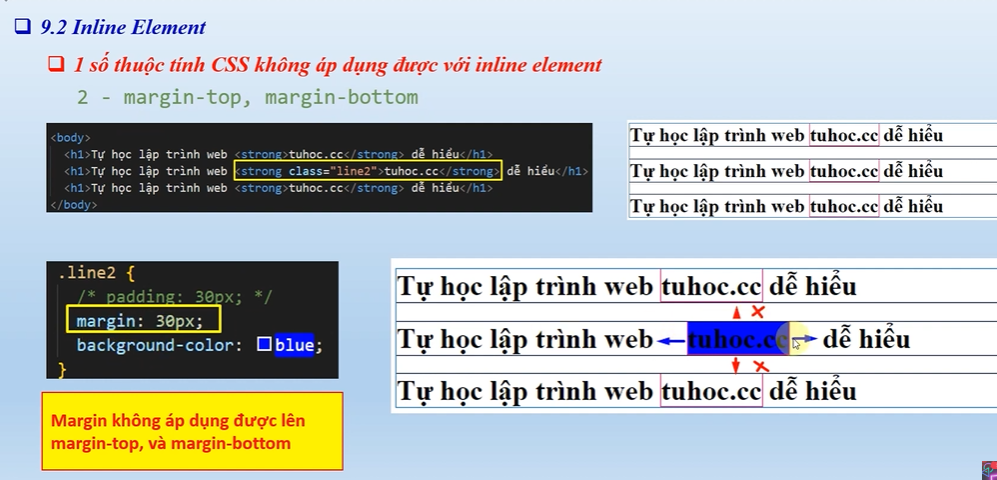 9.2 Inline Element
1 số thuộc tính CSS không áp dụng được với inline element
2 - margin-top, margin-bottom
<body>
<h1>Tự học lập trình web <strong>tuhoc.cc</strong> dễ hiểu</h1>
<h1>Tự học lập trình web <strong class="line2">tuhoc.cc</strong> dễ hiểu</h1>
<h1>Tự học lập trình web <strong>tuhoc.cc</strong> dễ hiểu</h1>
</body>
Tự học lập trình web tuhoc.cc dễ hiểu
Tự học lập trình web tuhoc.cc dễ hiểu
Tự học lập trình web tuhoc.cc dễ hiểu
.line2 {
/* padding: 30px; */
margin: 30px;
background-color: blue;
}
Tự học lập trình web tuhoc.cc dễ hiểu
Tự học lập trình web tuhoc.cc dễ hiểu
Tự học lập trình web tuhoc.cc dễ hiểu
Margin không áp dụng được lên
margin-top, và margin-bottom